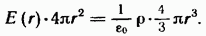 E (r) · 4πr² = 1/ε₀ ρ · 4/3 πr³.